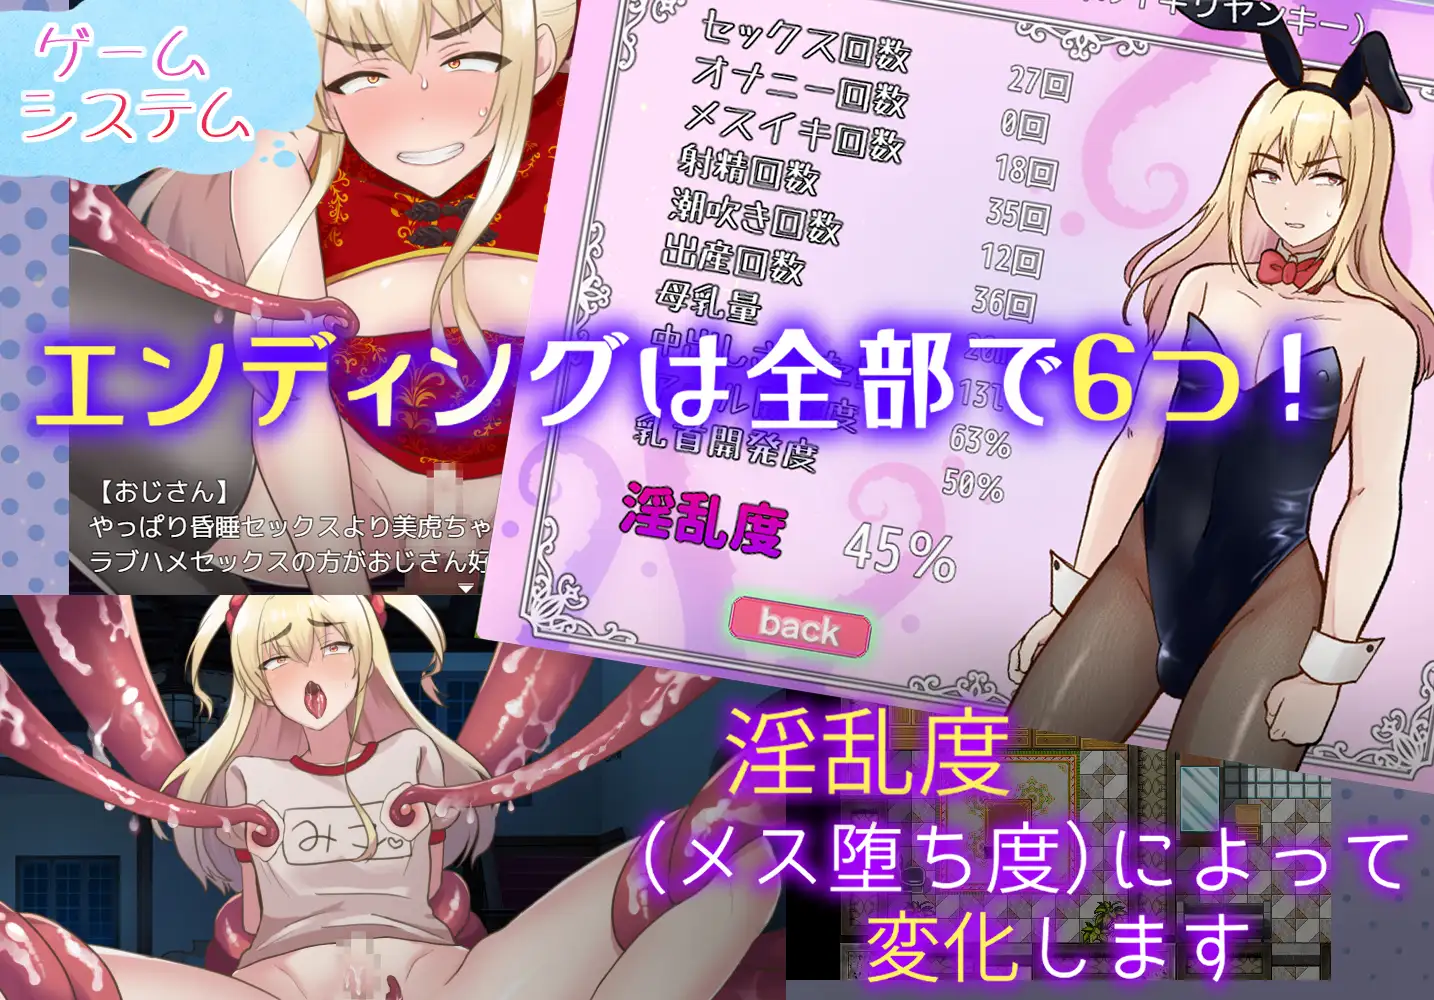 ゲーム
システム
セックス回数 27回
オナニー回数 0回
メスイキ回数 18回
射精回数 35回
潮吹き回数 12回
出産回数 36回
母乳量
13l
63%
乳首開発度 50%
淫乱度 45%
back
エンディングは全部で6つ！
【おじさん】
やっぱり昏睡セックスより美虎ちゃ
ラブハメセックスの方がおじさん好
みこ♡
淫乱度
（メス堕ち度）によって
変化します